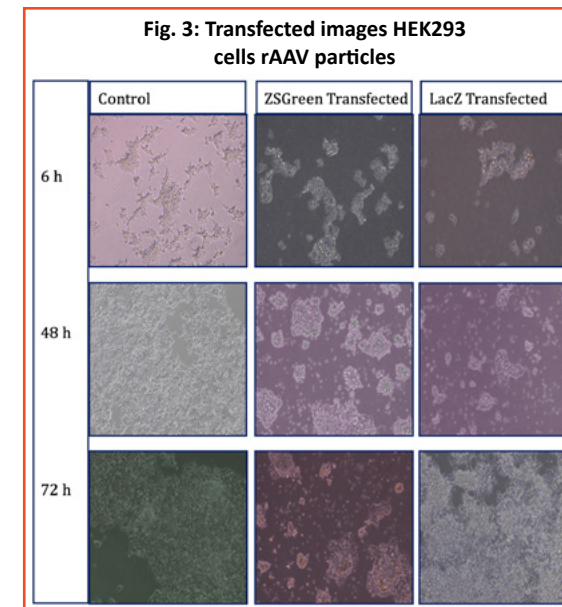 Fig. 3: Transfected images HEK293
cells rAAV particles
Control
ZSGreen Transfected
LacZ Transfected
6 h
48 h
72 h